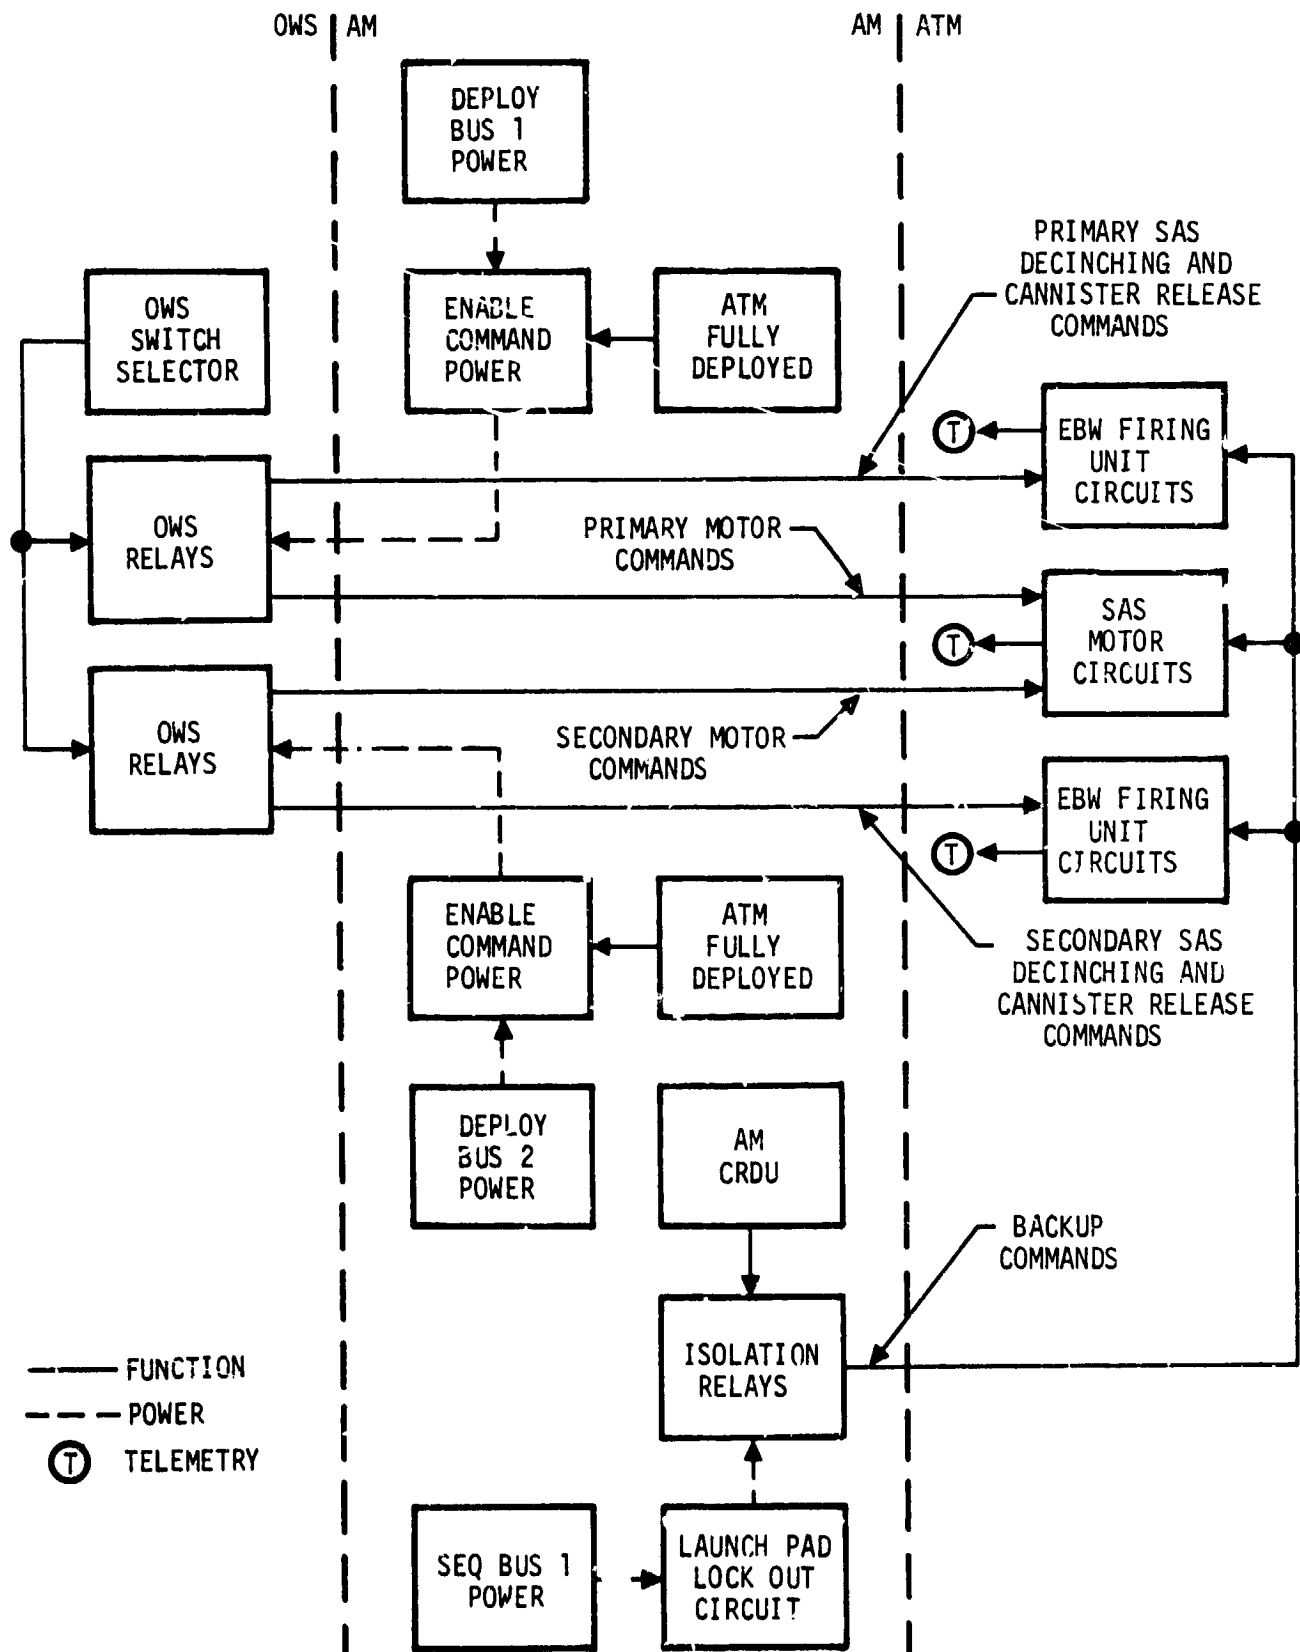 OWS AM
AM ATM
DEPLOY
BUS 1
POWER
PRIMARY SAS
DECINCHING AND
CANNISTER RELEASE
COMMANDS
OWS
SWITCH
SELECTOR
ENABLE
COMMAND
POWER
ATM
FULLY
DEPLOYED
T
EBW FIRING
UNIT
CIRCUITS
OWS
RELAYS
PRIMARY MOTOR
COMMANDS
T
SAS
MOTOR
CIRCUITS
OWS
RELAYS
SECONDARY MOTOR
COMMANDS
T
EBW FIRING
UNIT
CIRCUITS
ENABLE
COMMAND
POWER
ATM
FULLY
DEPLOYED
SECONDARY SAS
DECINCHING AND
CANNISTER RELEASE
COMMANDS
DEPLOY
BUS 2
POWER
AM
CRDU
BACKUP
COMMANDS
ISOLATION
RELAYS
FUNCTION
POWER
T TELEMETRY
SEQ BUS 1
POWER
LAUNCH PAD
LOCK OUT
CIRCUIT